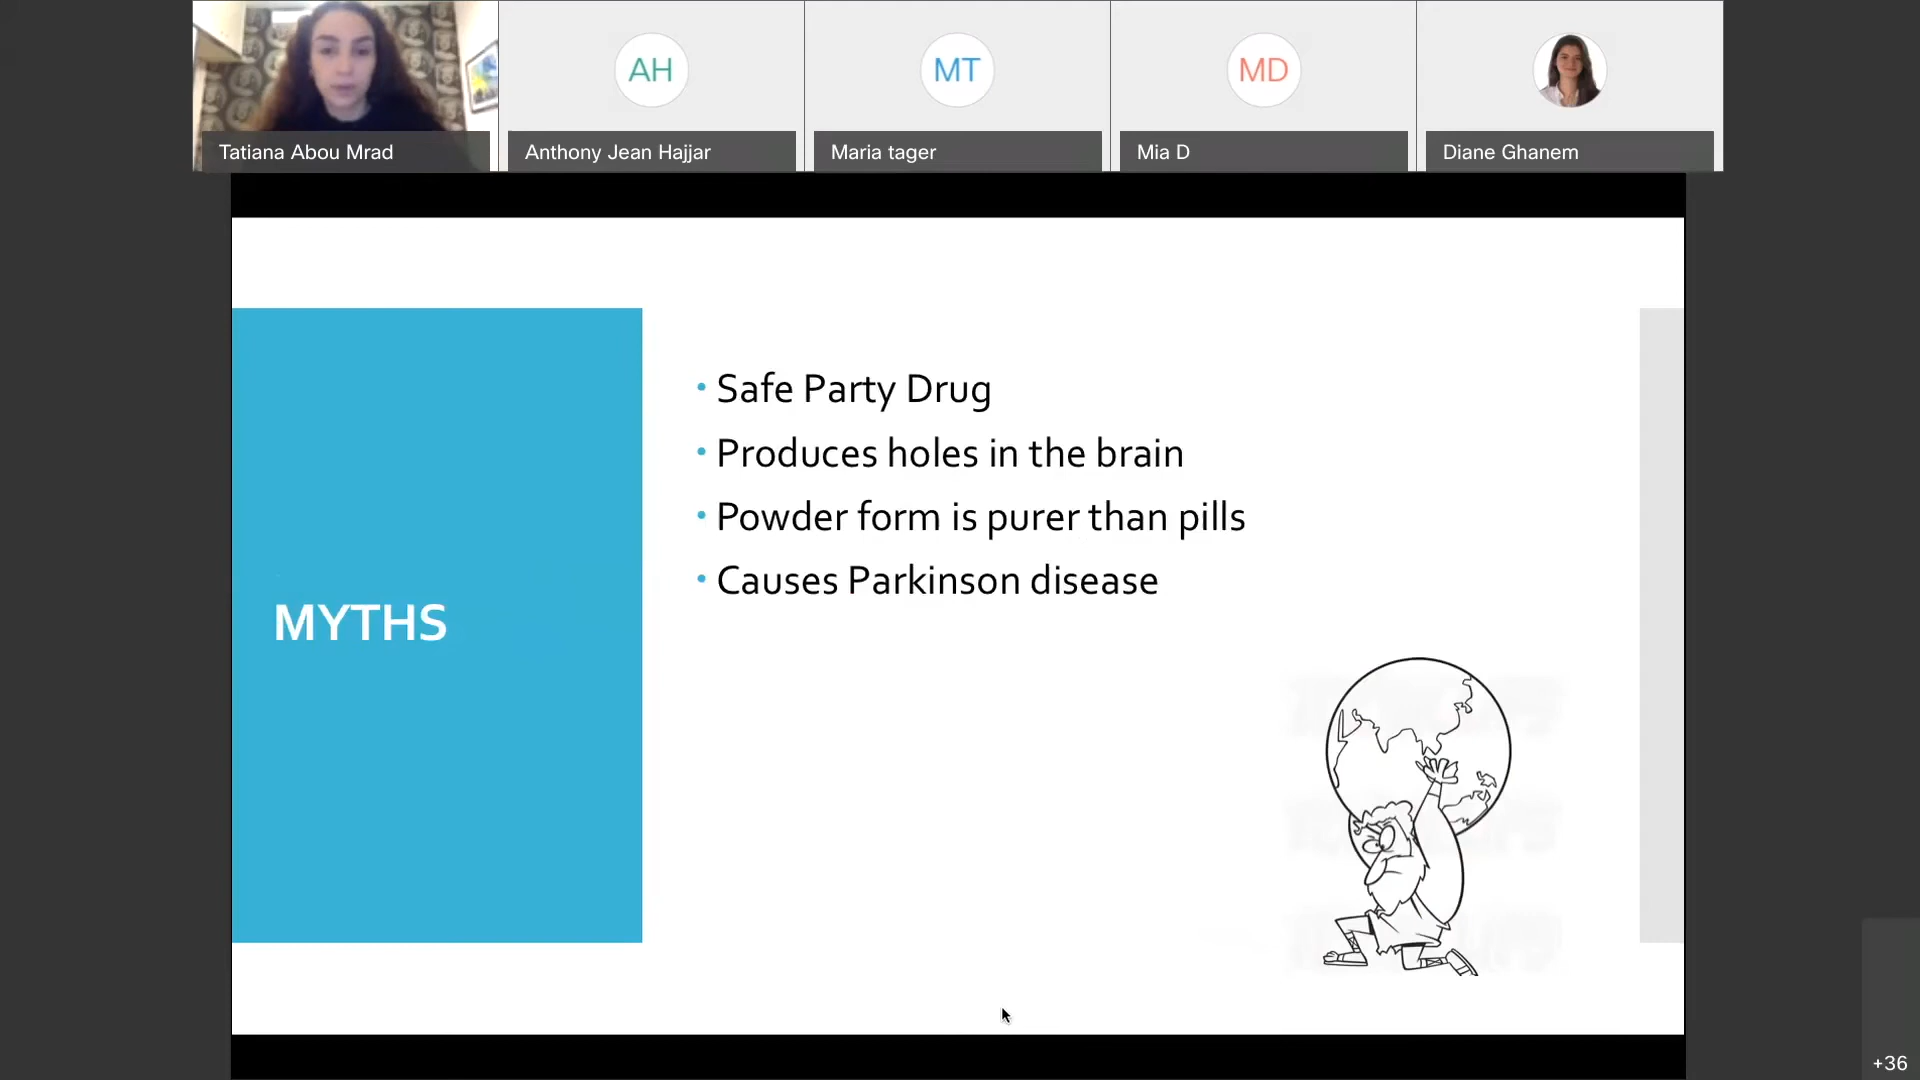 AH
MT
MD
Tatiana Abou Mrad
Anthony Jean Hajjar
Maria tager
Mia D
Diane Ghanem
MYTHS
• Safe Party Drug
• Produces holes in the brain
• Powder form is purer than pills
• Causes Parkinson disease
+36